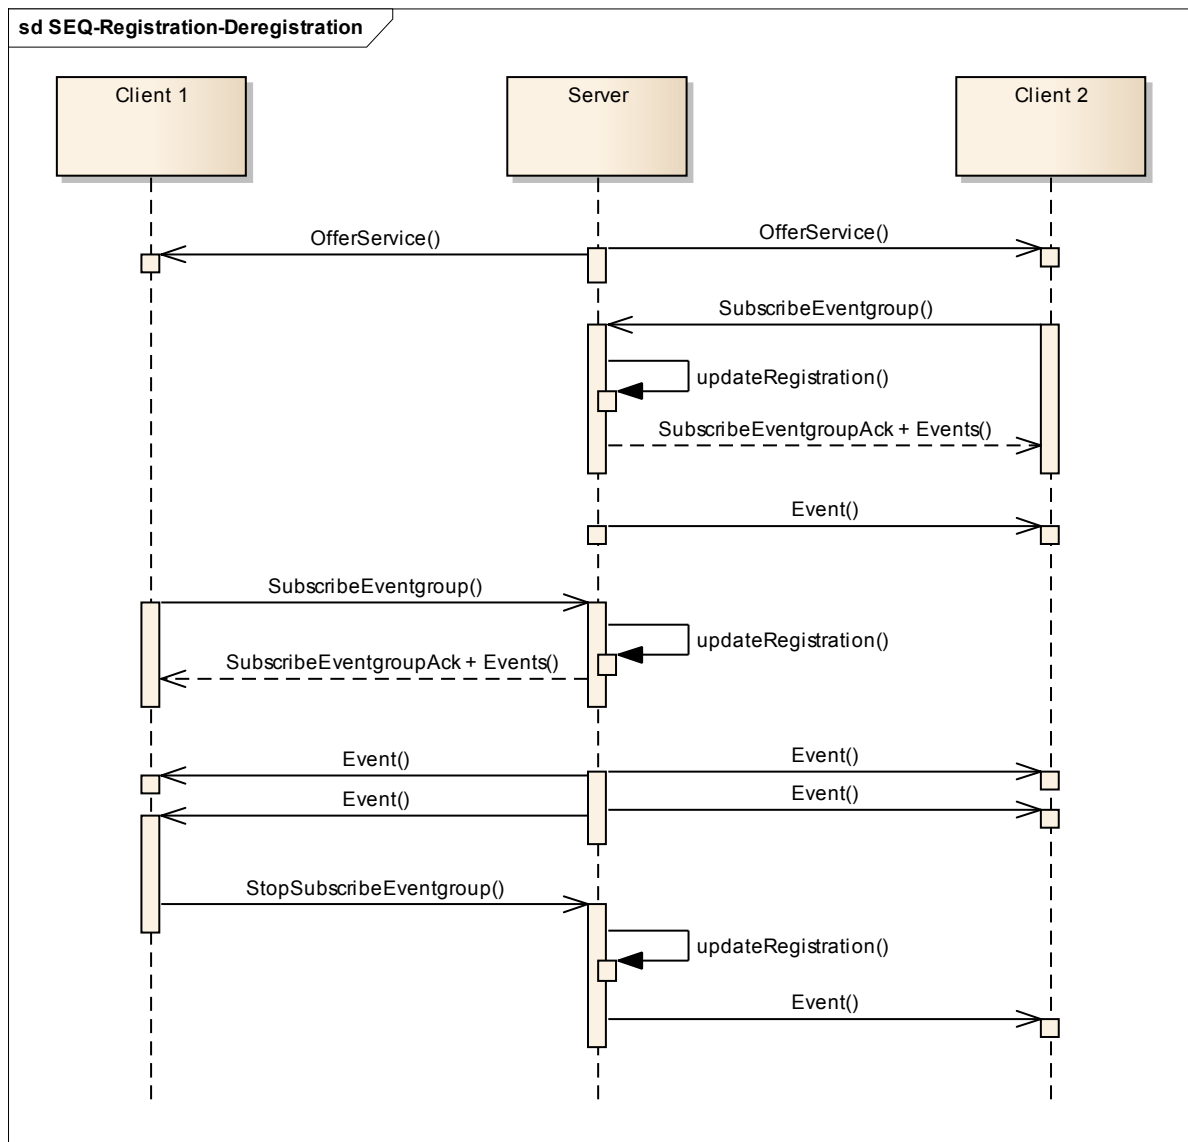 sd SEQ-Registration-Deregistration
Client 1
Server
Client 2
OfferService()
OfferService()
SubscribeEventgroup()
updateRegistration()
SubscribeEventgroupAck + Events()
Event()
SubscribeEventgroup()
updateRegistration()
SubscribeEventgroupAck + Events()
Event()
Event()
Event()
Event()
StopSubscribeEventgroup()
updateRegistration()
Event()